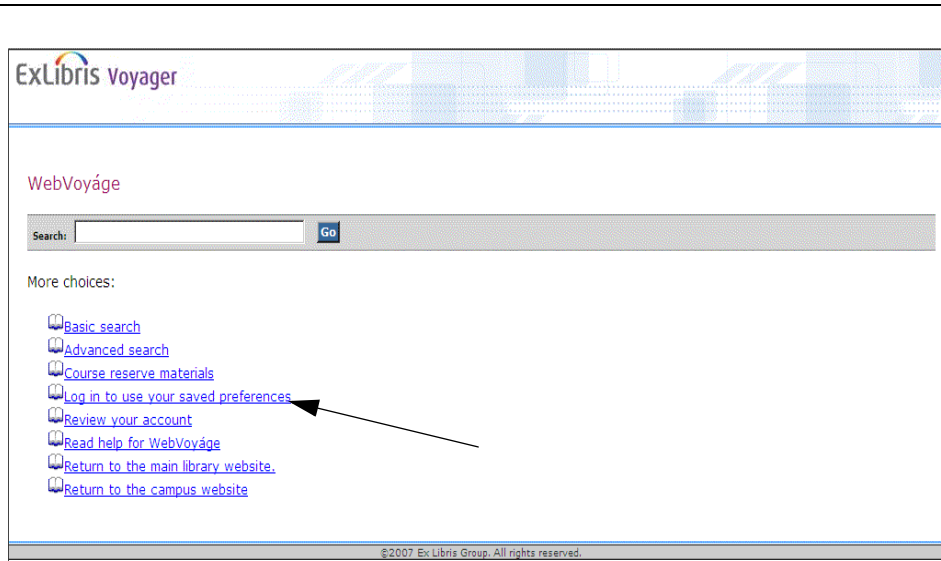 ExLibris Voyager
WebVoyáge
Search: Go
More choices:
Basic search
Advanced search
Course reserve materials
Log in to use your saved preferences
Review your account
Read help for WebVoyáge
Return to the main library website.
Return to the campus website
©2007 Ex Libris Group. All rights reserved.